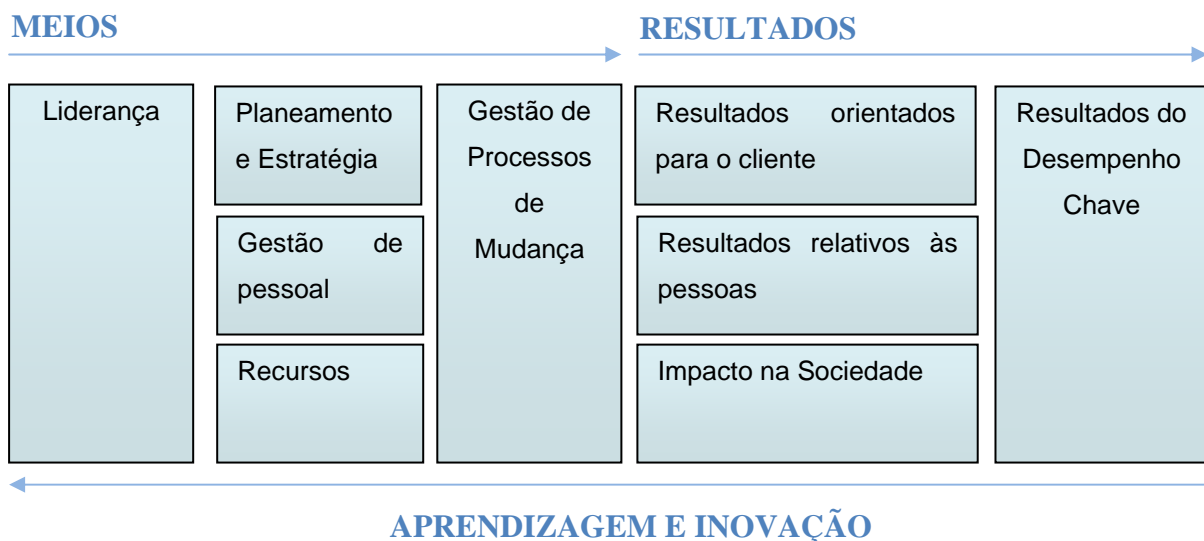 MEIOS
RESULTADOS
Liderança
Planeamento
e Estratégia
Gestão de
pessoal
Recursos
Gestão de
Processos
de
Mudança
Resultados orientados
para o cliente
Resultados relativos às
pessoas
Impacto na Sociedade
Resultados do
Desempenho
Chave
APRENDIZAGEM E INOVAÇÃO